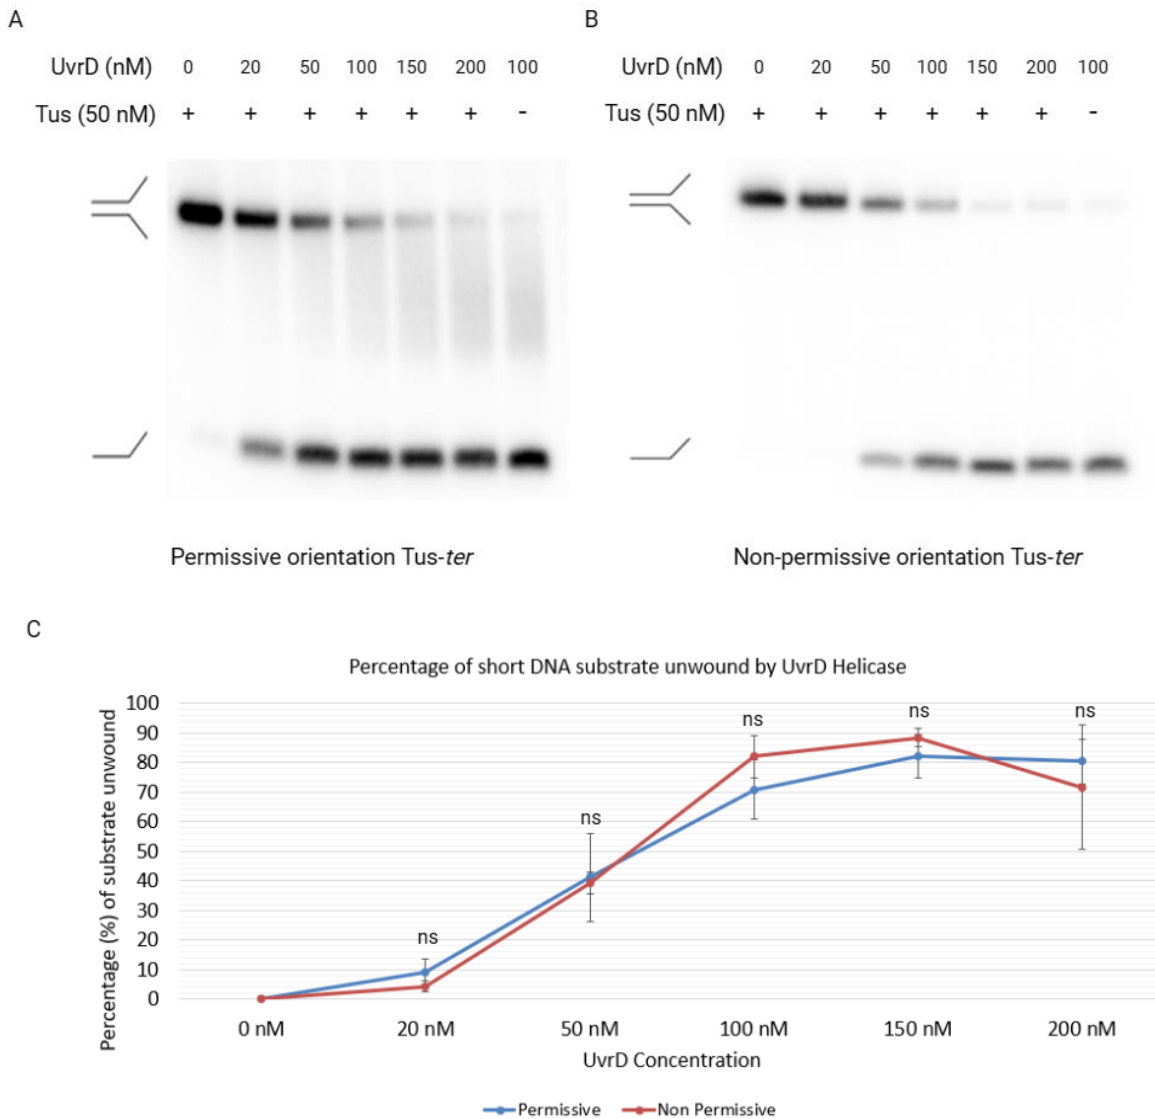 A
UvrD (nM) 0 20 50 100 150 200 100
Tus (50 nM) + + + + + + -
Permissive orientation Tus-ter
B
UvrD (nM) 0 20 50 100 150 200 100
Tus (50 nM) + + + + + + -
Non-permissive orientation Tus-ter
C
Percentage of short DNA substrate unwound by UvrD Helicase
Percentage (%) of substrate unwound
100
90
80
70
60
50
40
30
20
10
0
ns ns ns ns ns
0 nM 20 nM 50 nM 100 nM 150 nM 200 nM
UvrD Concentration
Permissive Non Permissive